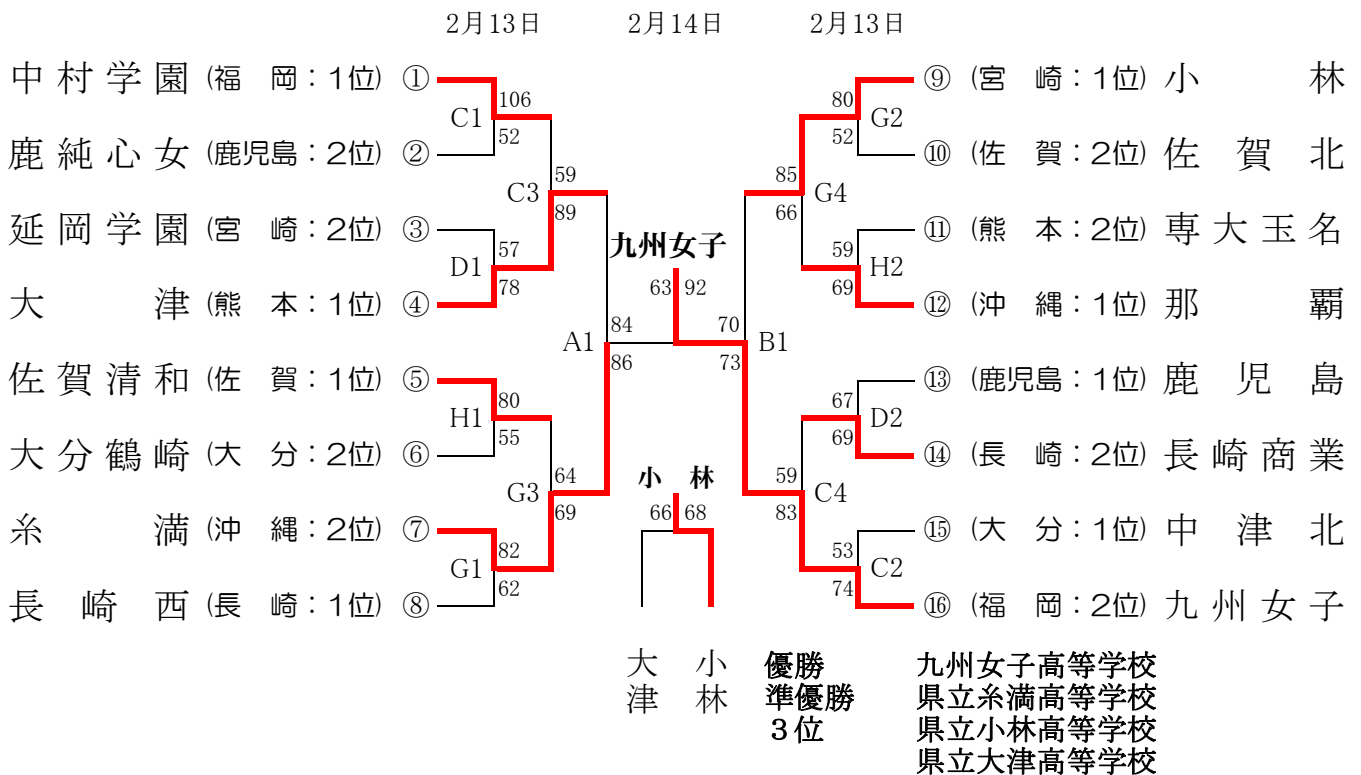 2月13日 2月14日 2月13日
中村学園 (福 岡：1位) ① ⑨ (宮 崎：1位) 小 林
106 80
C1 G2
52 52
鹿純心女 (鹿児島：2位) ② ⑩ (佐 賀：2位) 佐 賀 北
59 85
C3 G4
89 66
延岡学園 (宮 崎：2位) ③ ⑪ (熊 本：2位) 専大玉名
九州女子
57 59
D1 H2
78 63 92 69
大 津 (熊 本：1位) ④ ⑫ (沖 縄：1位) 那 覇
84 70
A1 B1
86 73
佐賀清和 (佐 賀：1位) ⑤ ⑬ (鹿児島：1位) 鹿 児 島
80 67
H1 D2
55 69
大分鶴崎 (大 分：2位) ⑥ ⑭ (長 崎：2位) 長崎商業
64 小 林 59
G3 C4
69 66 68 83
糸 満 (沖 縄：2位) ⑦ ⑮ (大 分：1位) 中 津 北
82 53
G1 C2
62 74
長 崎 西 (長 崎：1位) ⑧ ⑯ (福 岡：2位) 九州女子
大津 小林
優勝 九州女子高等学校
準優勝 県立糸満高等学校
３位 県立小林高等学校
県立大津高等学校